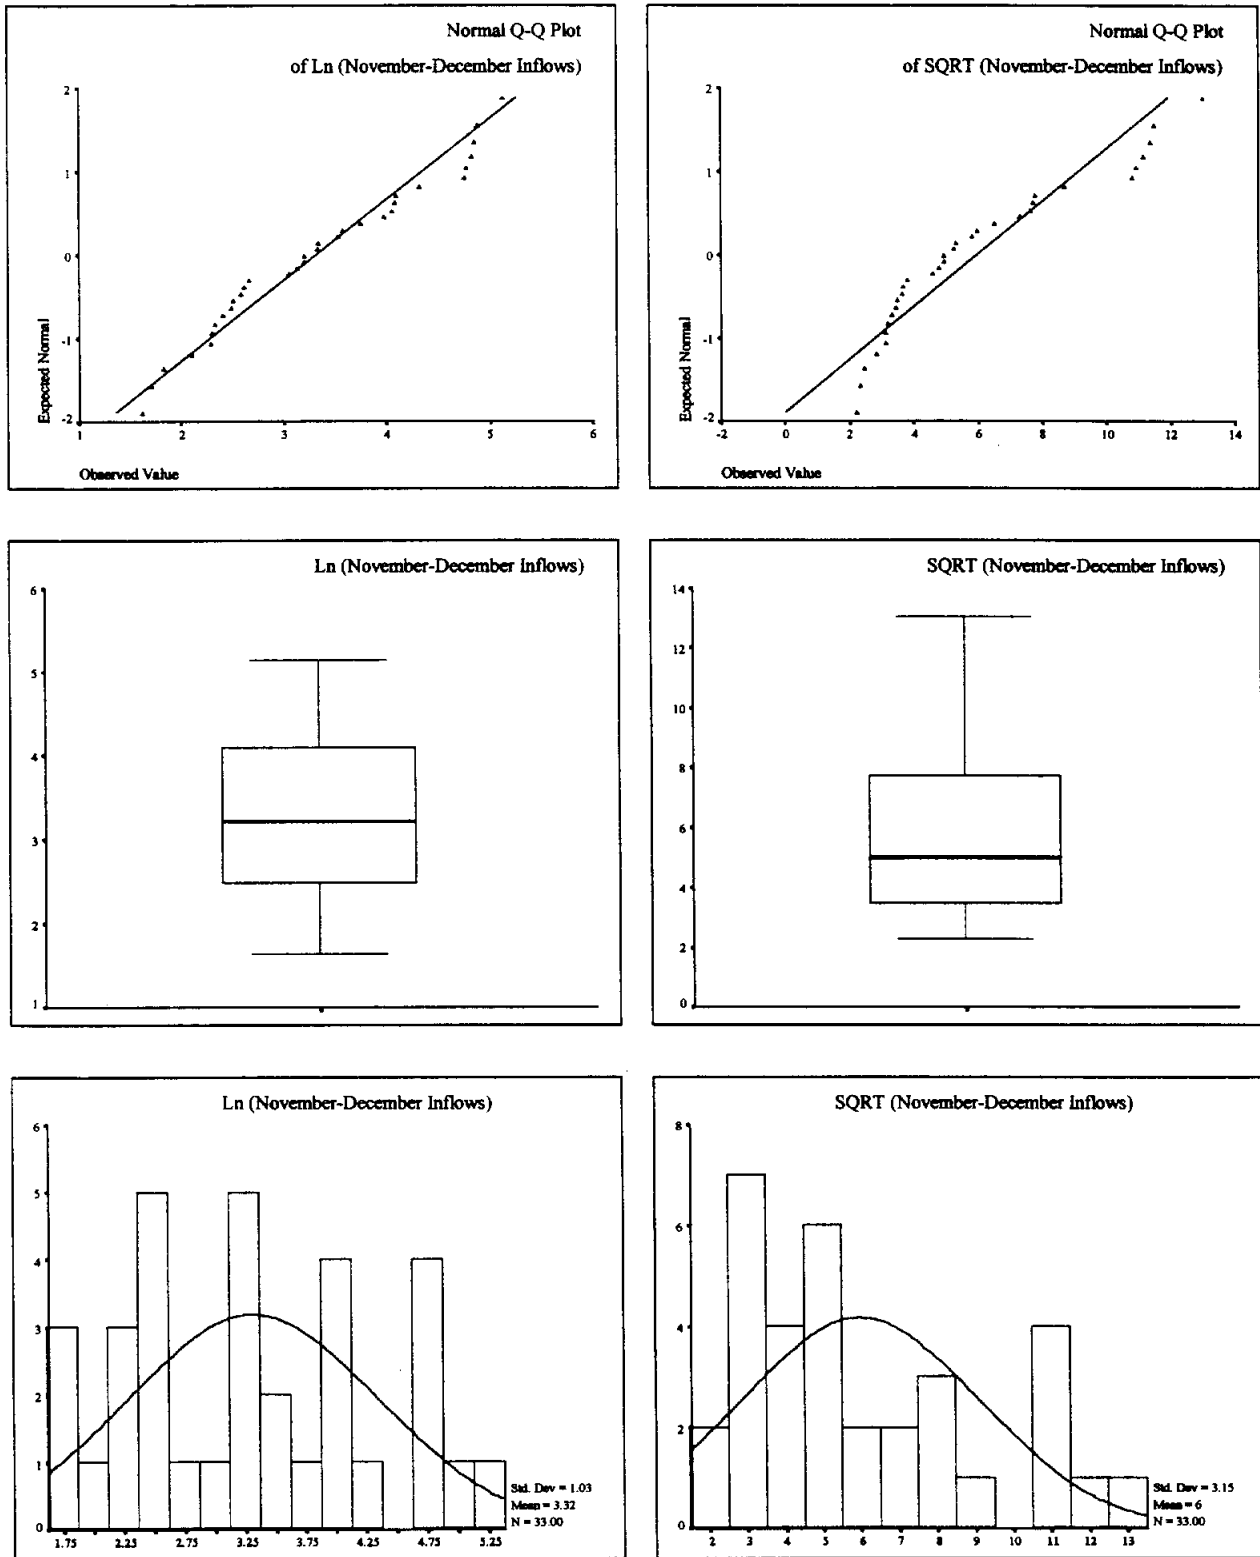 Normal Q-Q Plot
of Ln (November-December Inflows)
2
1
0
-1
-2
Expected Normal
1 2 3 4 5 6
Observed Value
Normal Q-Q Plot
of SQRT (November-December Inflows)
2
1
0
-1
-2
Expected Normal
-2 0 2 4 6 8 10 12 14
Observed Value
Ln (November-December Inflows)
6
5
4
3
2
1
SQRT (November-December Inflows)
14
12
10
8
6
4
2
0
Ln (November-December Inflows)
6
5
4
3
2
1
0
1.75 2.25 2.75 3.25 3.75 4.25 4.75 5.25
Std. Dev = 1.03
Mean = 3.32
N = 33.00
SQRT (November-December Inflows)
8
6
4
2
0
2 3 4 5 6 7 8 9 10 11 12 13
Std. Dev = 3.15
Mean = 6
N = 33.00